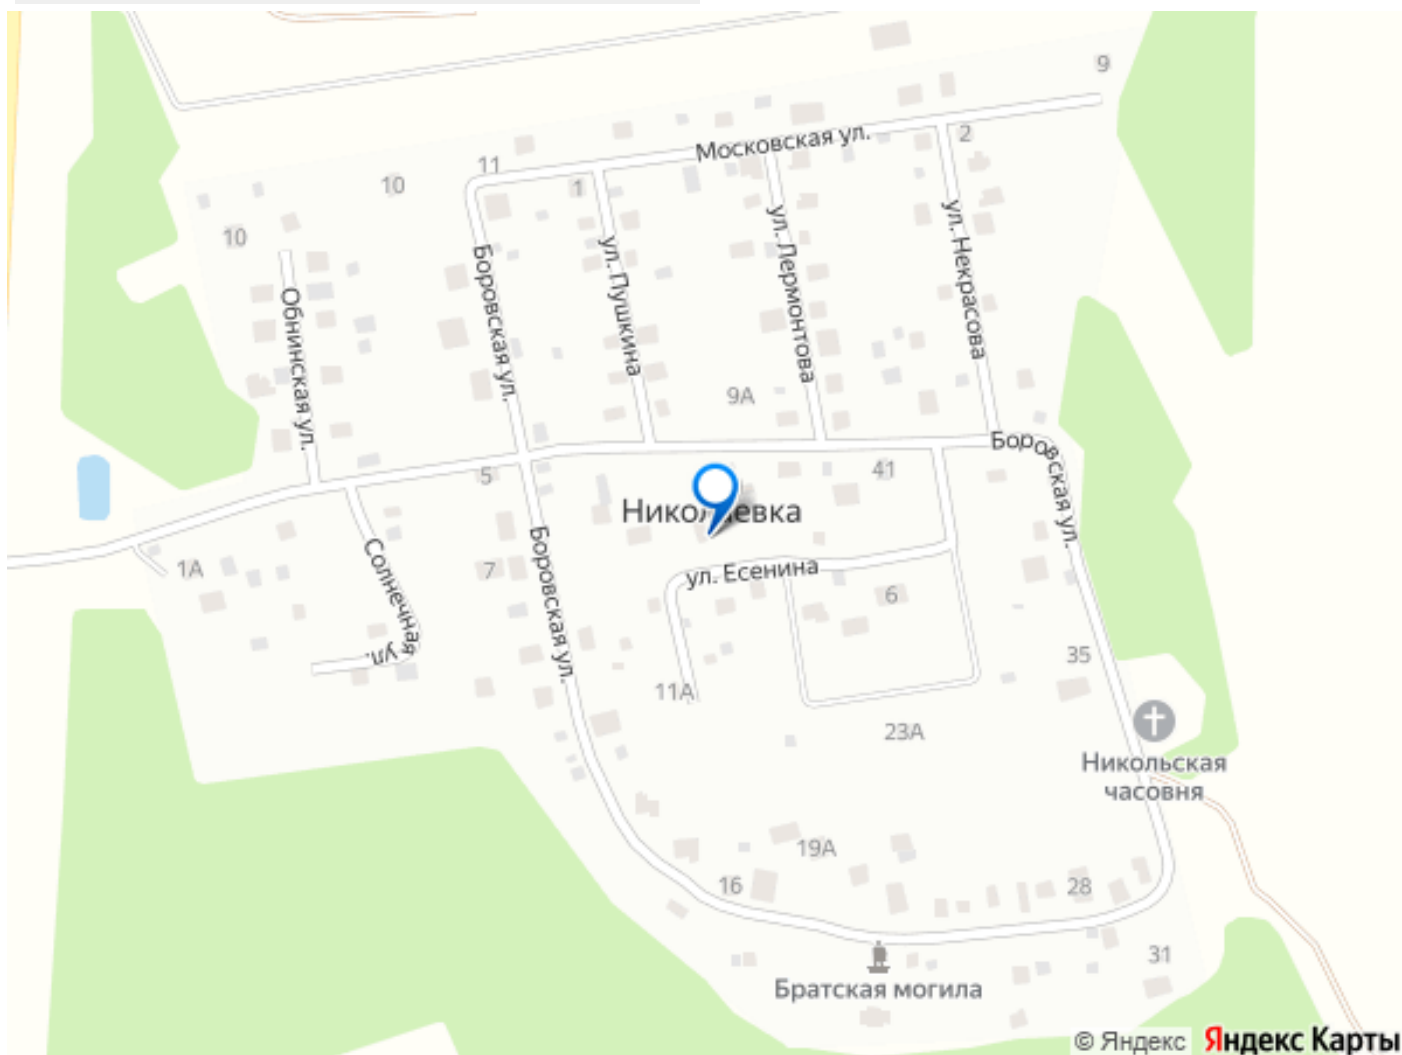 9
Московская ул.
2
11
10
1
10
ул. Пушкина
ул. Лермонтова
ул. Некрасова
Боровская ул.
Обнинская ул.
9А
Боровская ул.
5
41
Николаевка
1А
Солнечная ул.
7
Боровская ул.
ул. Есенина
6
11А
35
23А
Никольская
часовня
19А
16
28
31
Братская могила
© Яндекс Яндекс Карты